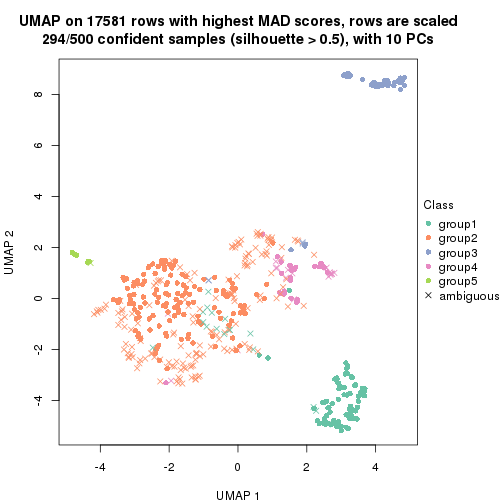 UMAP on 17581 rows with highest MAD scores, rows are scaled
294/500 confident samples (silhouette > 0.5), with 10 PCs
8
6
4
2
0
-2
-4
UMAP 2
-4
-2
0
2
4
UMAP 1
Class
group1
group2
group3
group4
group5
ambiguous